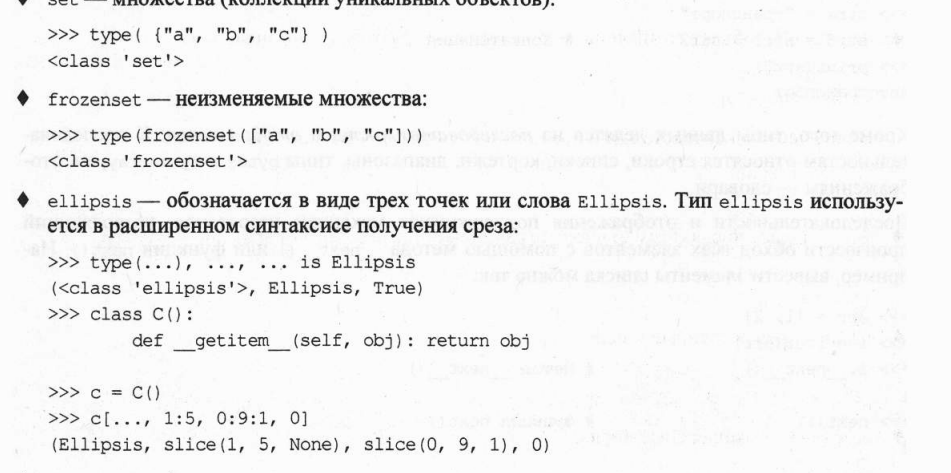 set — множества (коллекции уникальных объектов):
>>> type( {"a", "b", "c"} )
<class 'set'>
♦ frozenset — неизменяемые множества:
>>> type(frozenset(["a", "b", "c"]))
<class 'frozenset'>
♦ ellipsis — обозначается в виде трех точек или слова Ellipsis. Тип ellipsis использу-
ется в расширенном синтаксисе получения среза:
>>> type(...), ..., ... is Ellipsis
(<class 'ellipsis'>, Ellipsis, True)
>>> class C():
def __getitem__(self, obj): return obj
>>> c = C()
>>> c[..., 1:5, 0:9:1, 0]
(Ellipsis, slice(1, 5, None), slice(0, 9, 1), 0)